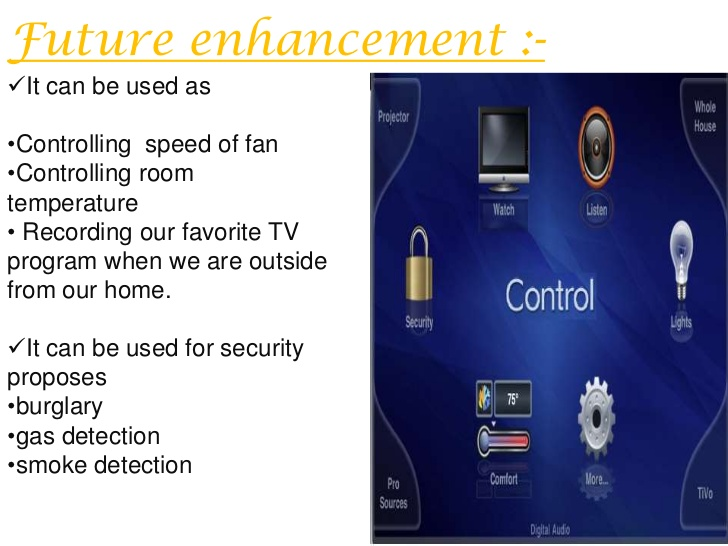 Future enhancement :-
✓It can be used as
•Controlling speed of fan
•Controlling room
temperature
• Recording our favorite TV
program when we are outside
from our home.
✓It can be used for security
proposes
•burglary
•gas detection
•smoke detection
Projector
Whole
House
Watch
Listen
Security
Control
Lights
75°
Comfort
More...
Pro
Sources
TiVo
Digital Audio